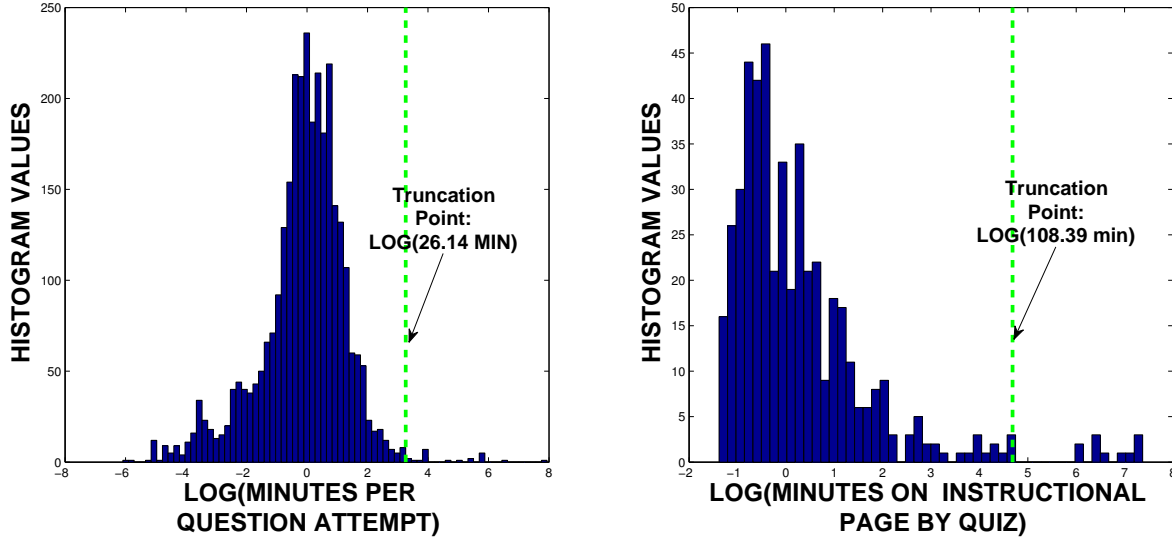 250
200
150
100
50
0
HISTOGRAM VALUES
Truncation
Point:
LOG(26.14 MIN)
−8 −6 −4 −2 0 2 4 6 8
LOG(MINUTES PER
QUESTION ATTEMPT)
50
45
40
35
30
25
20
15
10
5
0
HISTOGRAM VALUES
Truncation
Point:
LOG(108.39 min)
−2 −1 0 1 2 3 4 5 6 7 8
LOG(MINUTES ON INSTRUCTIONAL
PAGE BY QUIZ)